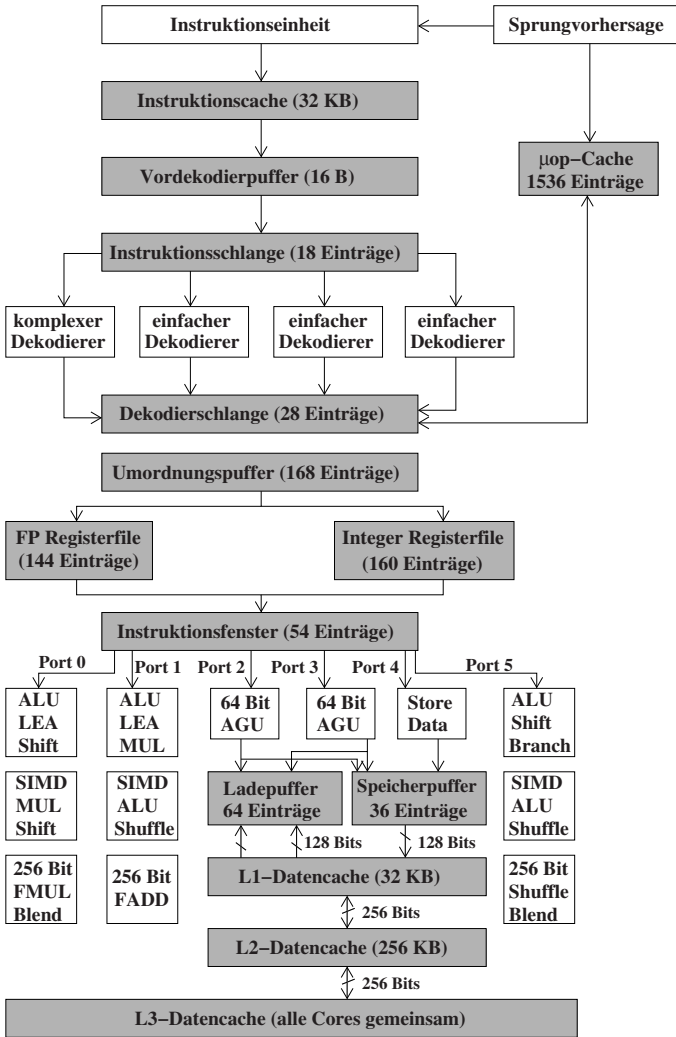 Instruktionseinheit
Sprungvorhersage
Instruktionscache (32 KB)
Vordekodierpuffer (16 B)
µop−Cache
1536 Einträge
Instruktionsschlange (18 Einträge)
komplexer
Dekodierer
einfacher
Dekodierer
einfacher
Dekodierer
einfacher
Dekodierer
Dekodierschlange (28 Einträge)
Umordnungspuffer (168 Einträge)
FP Registerfile
(144 Einträge)
Integer Registerfile
(160 Einträge)
Instruktionsfenster (54 Einträge)
Port 0
Port 1
Port 2
Port 3
Port 4
Port 5
ALU
LEA
Shift
ALU
LEA
MUL
64 Bit
AGU
64 Bit
AGU
Store
Data
ALU
Shift
Branch
SIMD
MUL
Shift
SIMD
ALU
Shuffle
Ladepuffer
64 Einträge
Speicherpuffer
36 Einträge
SIMD
ALU
Shuffle
128 Bits
128 Bits
256 Bit
FMUL
Blend
256 Bit
FADD
L1−Datencache (32 KB)
256 Bit
Shuffle
Blend
256 Bits
L2−Datencache (256 KB)
256 Bits
L3−Datencache (alle Cores gemeinsam)